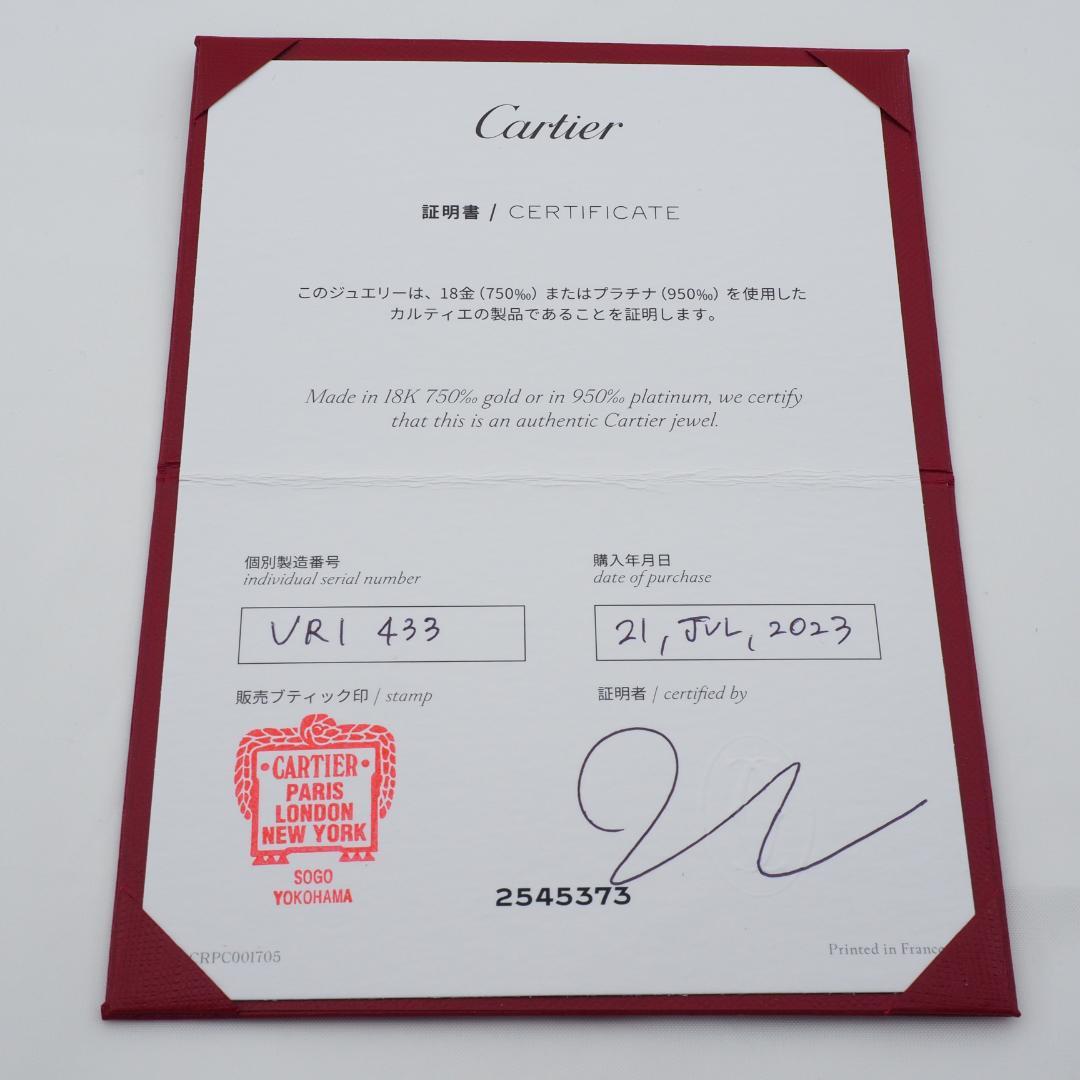 Cartier
証明書 / CERTIFICATE
このジュエリーは、18金(750‰)またはプラチナ(950‰)を使用した
カルティエの製品であることを証明します。
Made in 18K 750‰ gold or in 950‰ platinum, we certify
that this is an authentic Cartier jewel.
個別製造番号
individual serial number
VRI 433
購入年月日
date of purchase
21, JUL, 2023
販売ブティック印 / stamp
証明者 / certified by
•CARTIER•
PARIS
LONDON
NEW YORK
SOGO
YOKOHAMA
2545373
CRPC001705
Printed in France